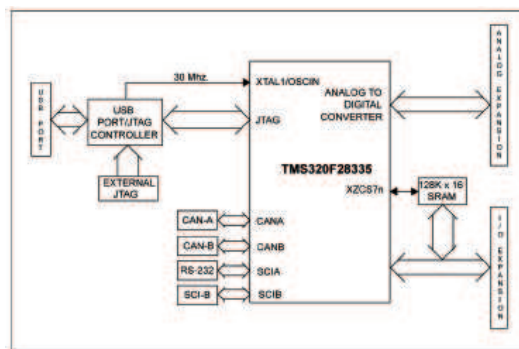 30 Mhz.
XTAL1/OSCIN
USB PORT
USB
PORT/JTAG
CONTROLLER
JTAG
EXTERNAL
JTAG
ANALOG TO
DIGITAL
CONVERTER
ANALOG EXPANSION
TMS320F28335
XZCS7n
128K x 16
SRAM
CAN-A
CANA
CAN-B
CANB
RS-232
SCIA
SCI-B
SCIB
I/O EXPANSION